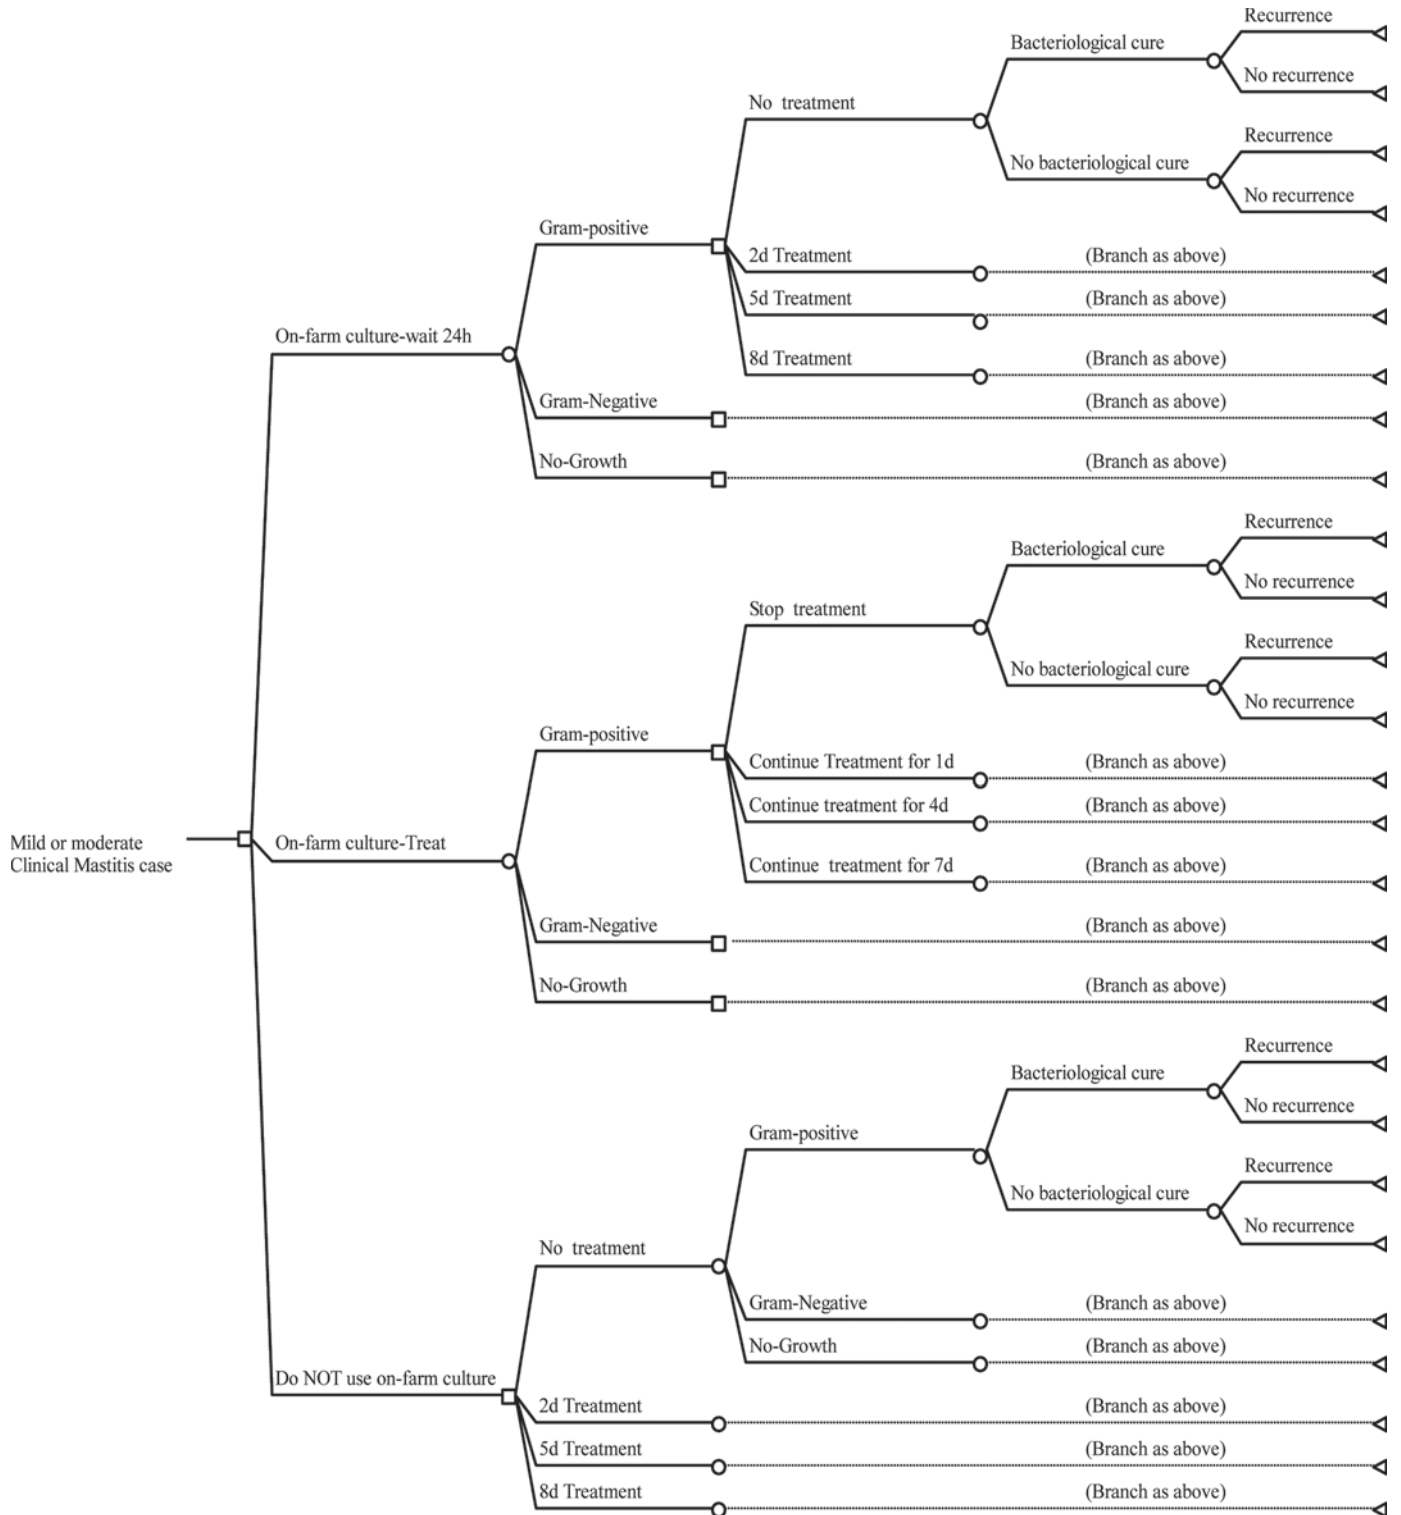 Recurrence
Bacteriological cure
No recurrence
No treatment
Recurrence
No bacteriological cure
No recurrence
Gram-positive
2d Treatment (Branch as above)
5d Treatment (Branch as above)
On-farm culture-wait 24h
8d Treatment (Branch as above)
Gram-Negative (Branch as above)
No-Growth (Branch as above)
Recurrence
Bacteriological cure
No recurrence
Stop treatment
Recurrence
No bacteriological cure
No recurrence
Gram-positive
Continue Treatment for 1d (Branch as above)
Continue treatment for 4d (Branch as above)
Mild or moderate
Clinical Mastitis case
On-farm culture-Treat
Continue treatment for 7d (Branch as above)
Gram-Negative (Branch as above)
No-Growth (Branch as above)
Recurrence
Bacteriological cure
No recurrence
Gram-positive
Recurrence
No bacteriological cure
No recurrence
No treatment
Gram-Negative (Branch as above)
No-Growth (Branch as above)
Do NOT use on-farm culture
2d Treatment (Branch as above)
5d Treatment (Branch as above)
8d Treatment (Branch as above)